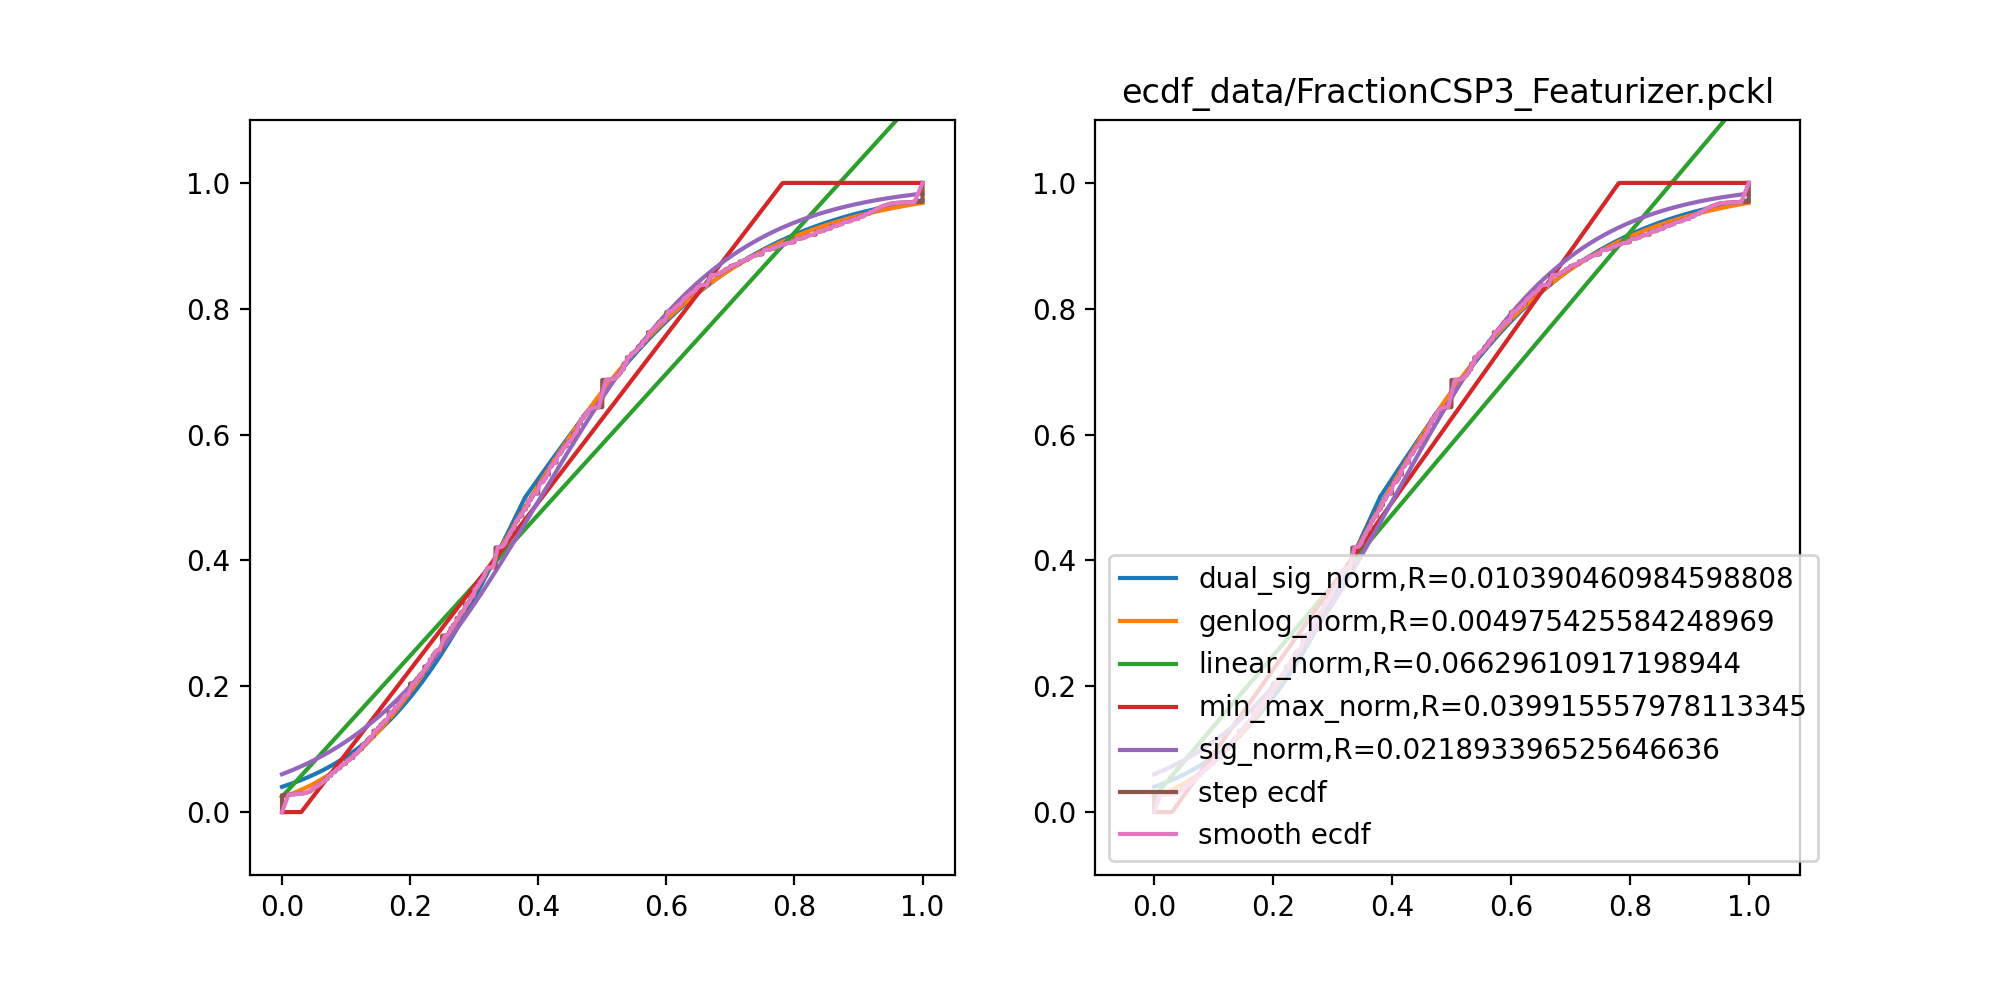 ecdf_data/FractionCSP3_Featurizer.pckl
1.0
0.8
0.6
0.4
0.2
0.0
0.0 0.2 0.4 0.6 0.8 1.0
1.0
0.8
0.6
0.4
0.2
0.0
0.0 0.2 0.4 0.6 0.8 1.0
dual_sig_norm,R=0.010390460984598808
genlog_norm,R=0.004975425584248969
linear_norm,R=0.06629610917198944
min_max_norm,R=0.039915557978113345
sig_norm,R=0.021893396525646636
step ecdf
smooth ecdf